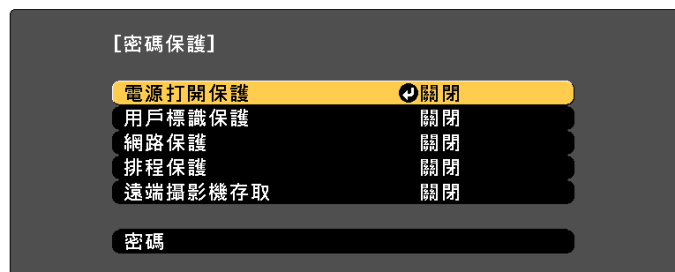 [密碼保護]
電源打開保護 關閉
用戶標識保護 關閉
網路保護 關閉
排程保護 關閉
遠端攝影機存取 關閉
密碼